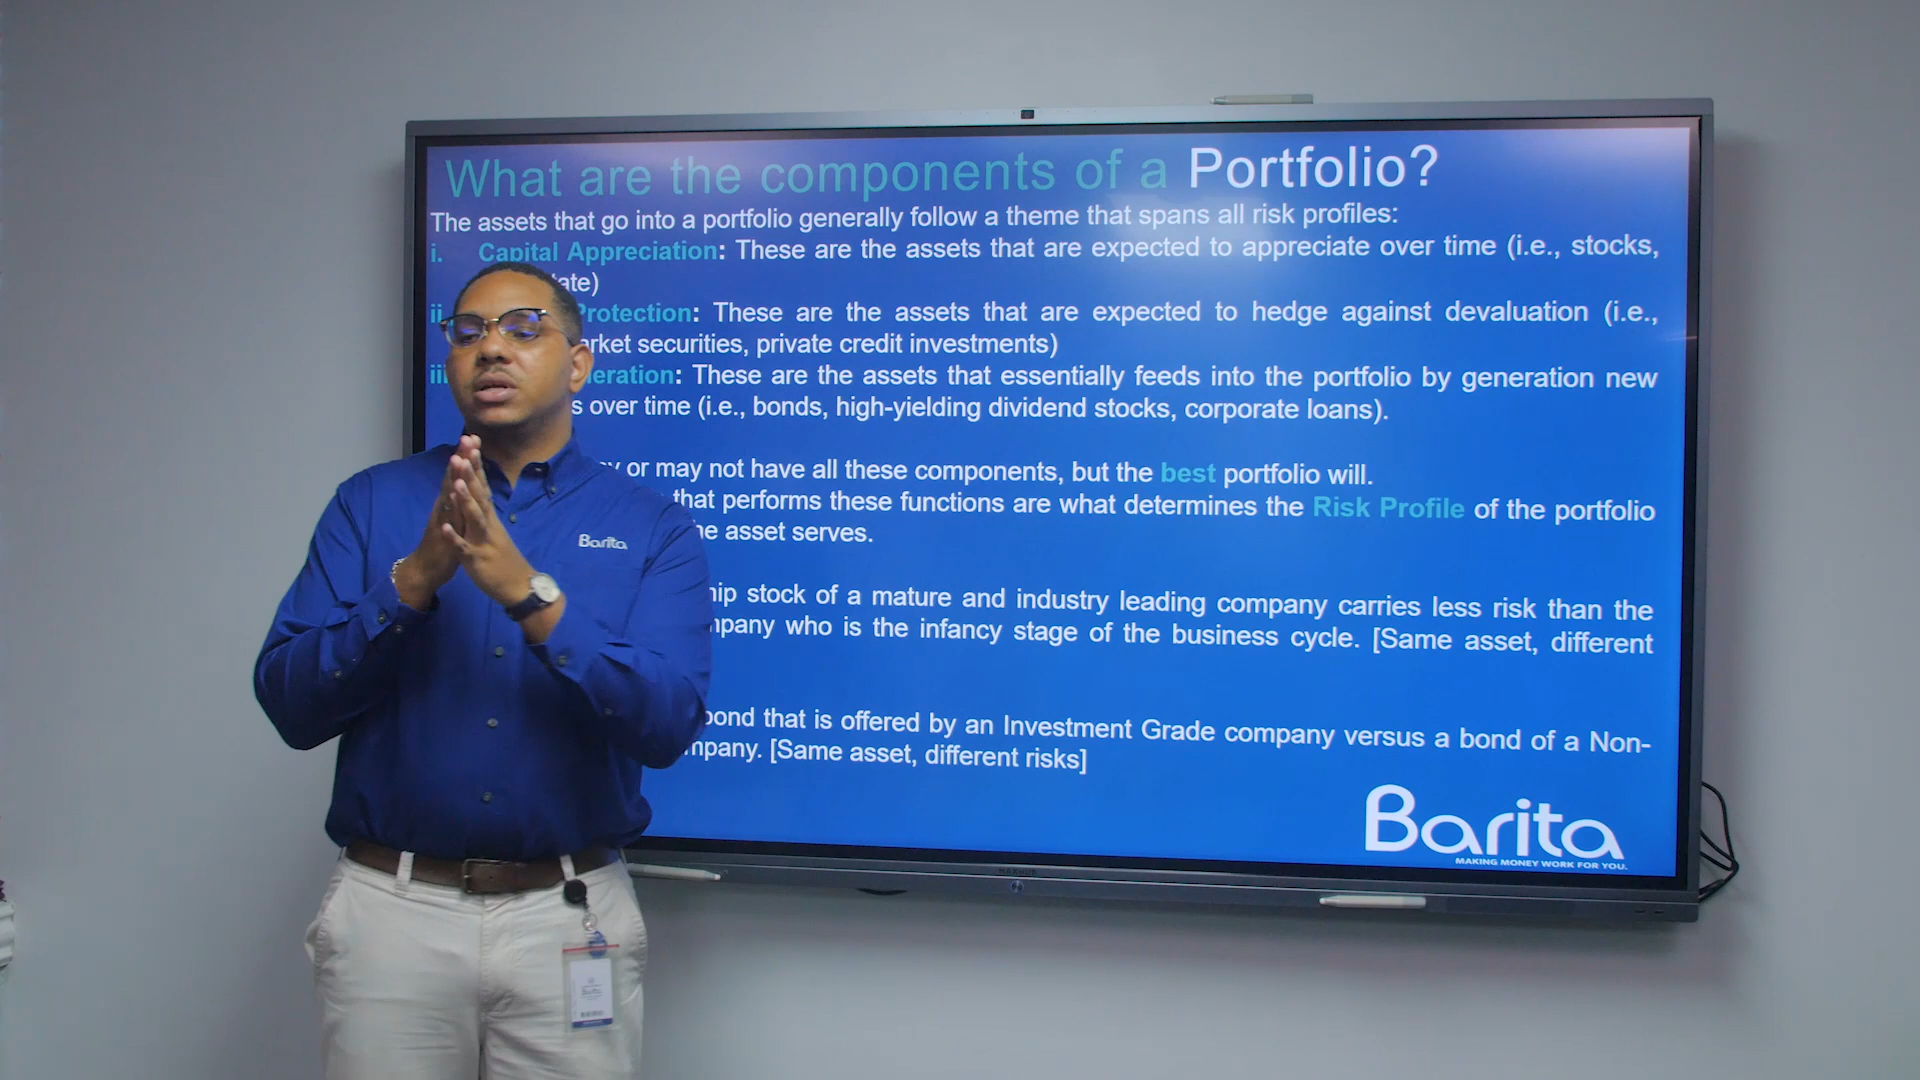 What are the components of a Portfolio?
The assets that go into a portfolio generally follow a theme that spans all risk profiles:
i. Capital Appreciation: These are the assets that are expected to appreciate over time (i.e., stocks,
ate)
ii Protection: These are the assets that are expected to hedge against devaluation (i.e.,
rket securities, private credit investments)
iii eration: These are the assets that essentially feeds into the portfolio by generation new
s over time (i.e., bonds, high-yielding dividend stocks, corporate loans).
y or may not have all these components, but the best portfolio will.
that performs these functions are what determines the Risk Profile of the portfolio
he asset serves.
hip stock of a mature and industry leading company carries less risk than the
mpany who is the infancy stage of the business cycle. [Same asset, different
bond that is offered by an Investment Grade company versus a bond of a Non-
mpany. [Same asset, different risks]
Barita
MAKING MONEY WORK FOR YOU.
Barita
MAXHUB
Barita